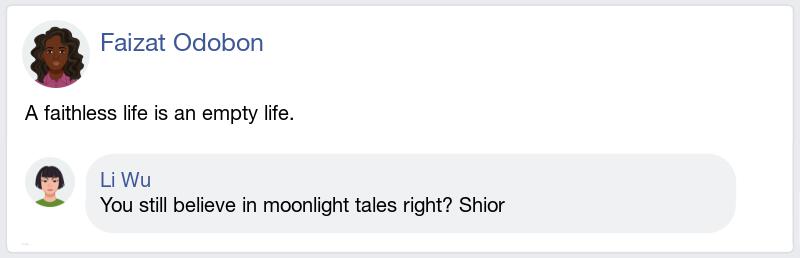 Faizat Odobon
A faithless life is an empty life.
Li Wu
You still believe in moonlight tales right? Shior